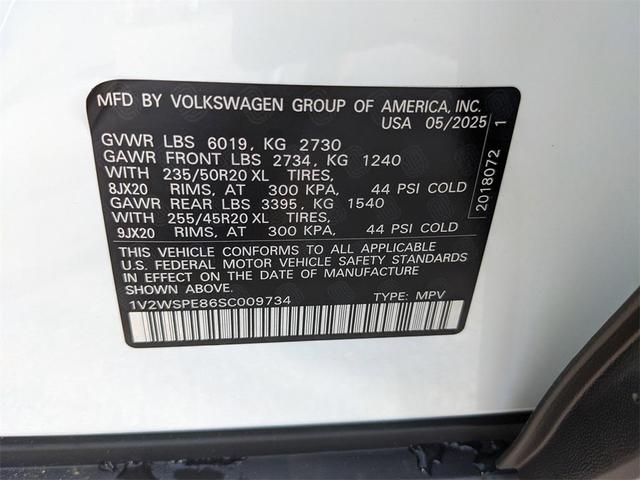 MFD BY VOLKSWAGEN GROUP OF AMERICA, INC.
USA 05/2025
GVWR LBS 6019, KG 2730
GAWR FRONT LBS 2734, KG 1240
WITH 235/50R20 XL TIRES,
8JX20 RIMS, AT 300 KPA, 44 PSI COLD
GAWR REAR LBS 3395, KG 1540
WITH 255/45R20 XL TIRES,
9JX20 RIMS, AT 300 KPA, 44 PSI COLD
THIS VEHICLE CONFORMS TO ALL APPLICABLE
U.S. FEDERAL MOTOR VEHICLE SAFETY STANDARDS
IN EFFECT ON THE DATE OF MANUFACTURE
SHOWN ABOVE.
1V2WSPE86SC009734 TYPE: MPV
2018072 1